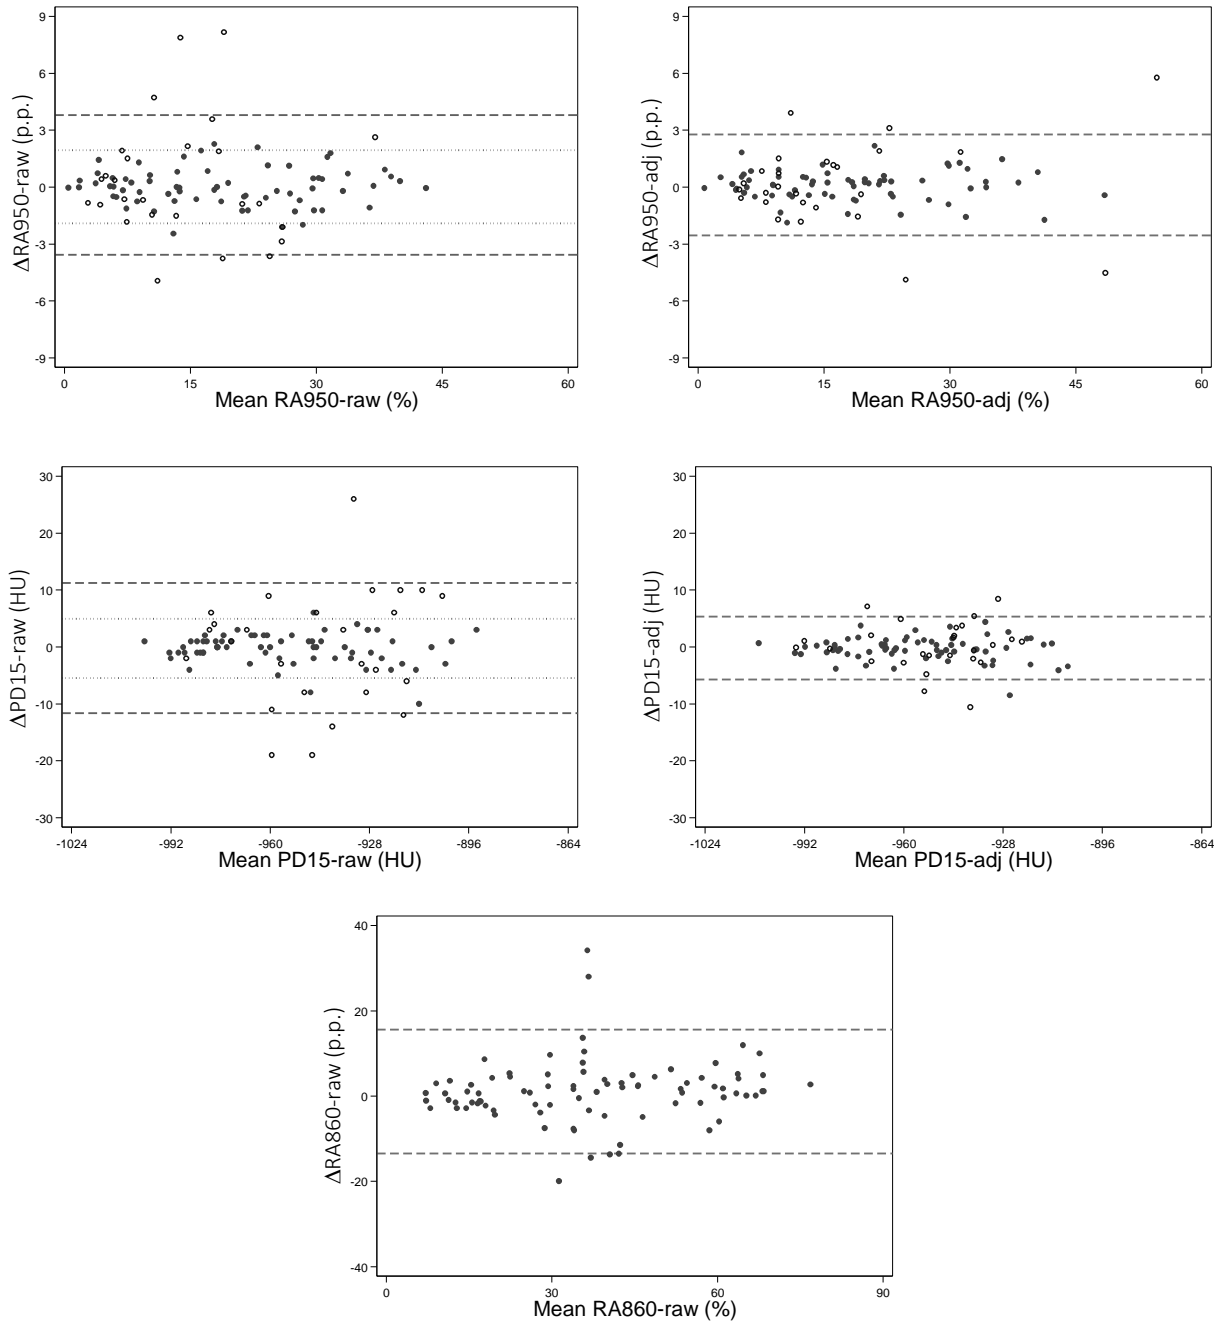 9
6
3
0
-3
-6
-9
ΔRA950-raw (p.p.)
0 15 30 45 60
Mean RA950-raw (%)
9
6
3
0
-3
-6
-9
ΔRA950-adj (p.p.)
0 15 30 45 60
Mean RA950-adj (%)
30
20
10
0
-10
-20
-30
ΔPD15-raw (HU)
-1024 -992 -960 -928 -896 -864
Mean PD15-raw (HU)
30
20
10
0
-10
-20
-30
ΔPD15-adj (HU)
-1024 -992 -960 -928 -896 -864
Mean PD15-adj (HU)
40
20
0
-20
-40
ΔRA860-raw (p.p.)
0 30 60 90
Mean RA860-raw (%)